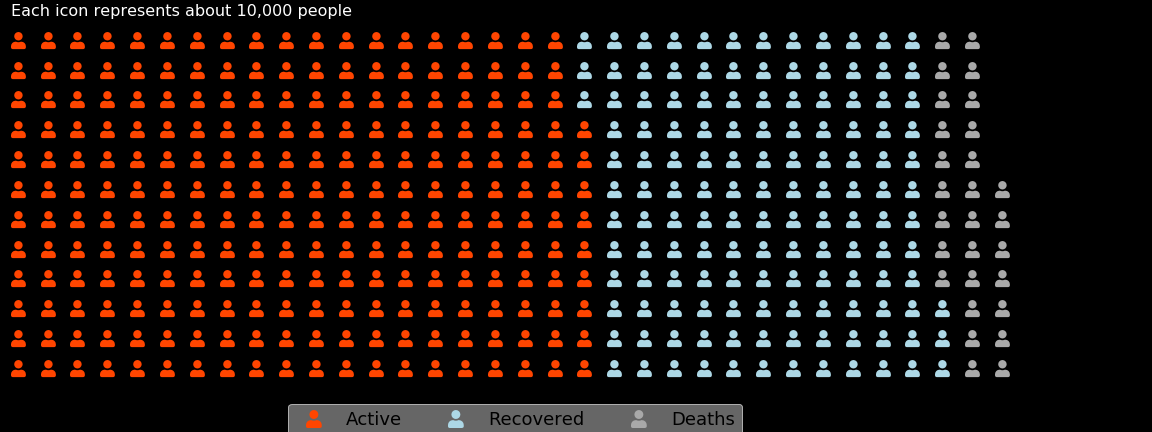 Each icon represents about 10,000 people
Active Recovered Deaths